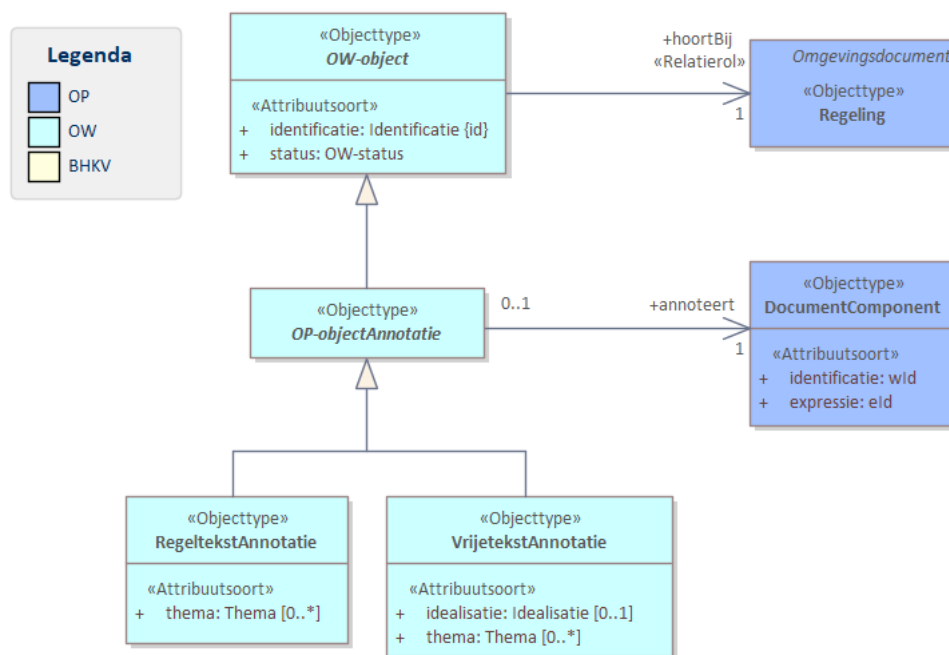 Legenda
OP
OW
BHKV
«Objecttype»
OW-object
«Attribuutsoort»
+ identificatie: Identificatie {id}
+ status: OW-status
+hoortBij
«Relatierol»
1
Omgevingsdocument
«Objecttype»
Regeling
«Objecttype»
OP-objectAnnotatie
0..1
+annoteert
1
«Objecttype»
DocumentComponent
«Attribuutsoort»
+ identificatie: wId
+ expressie: eId
«Objecttype»
RegeltekstAnnotatie
«Attribuutsoort»
+ thema: Thema [0..*]
«Objecttype»
VrijetekstAnnotatie
«Attribuutsoort»
+ idealisatie: Idealisatie [0..1]
+ thema: Thema [0..*]